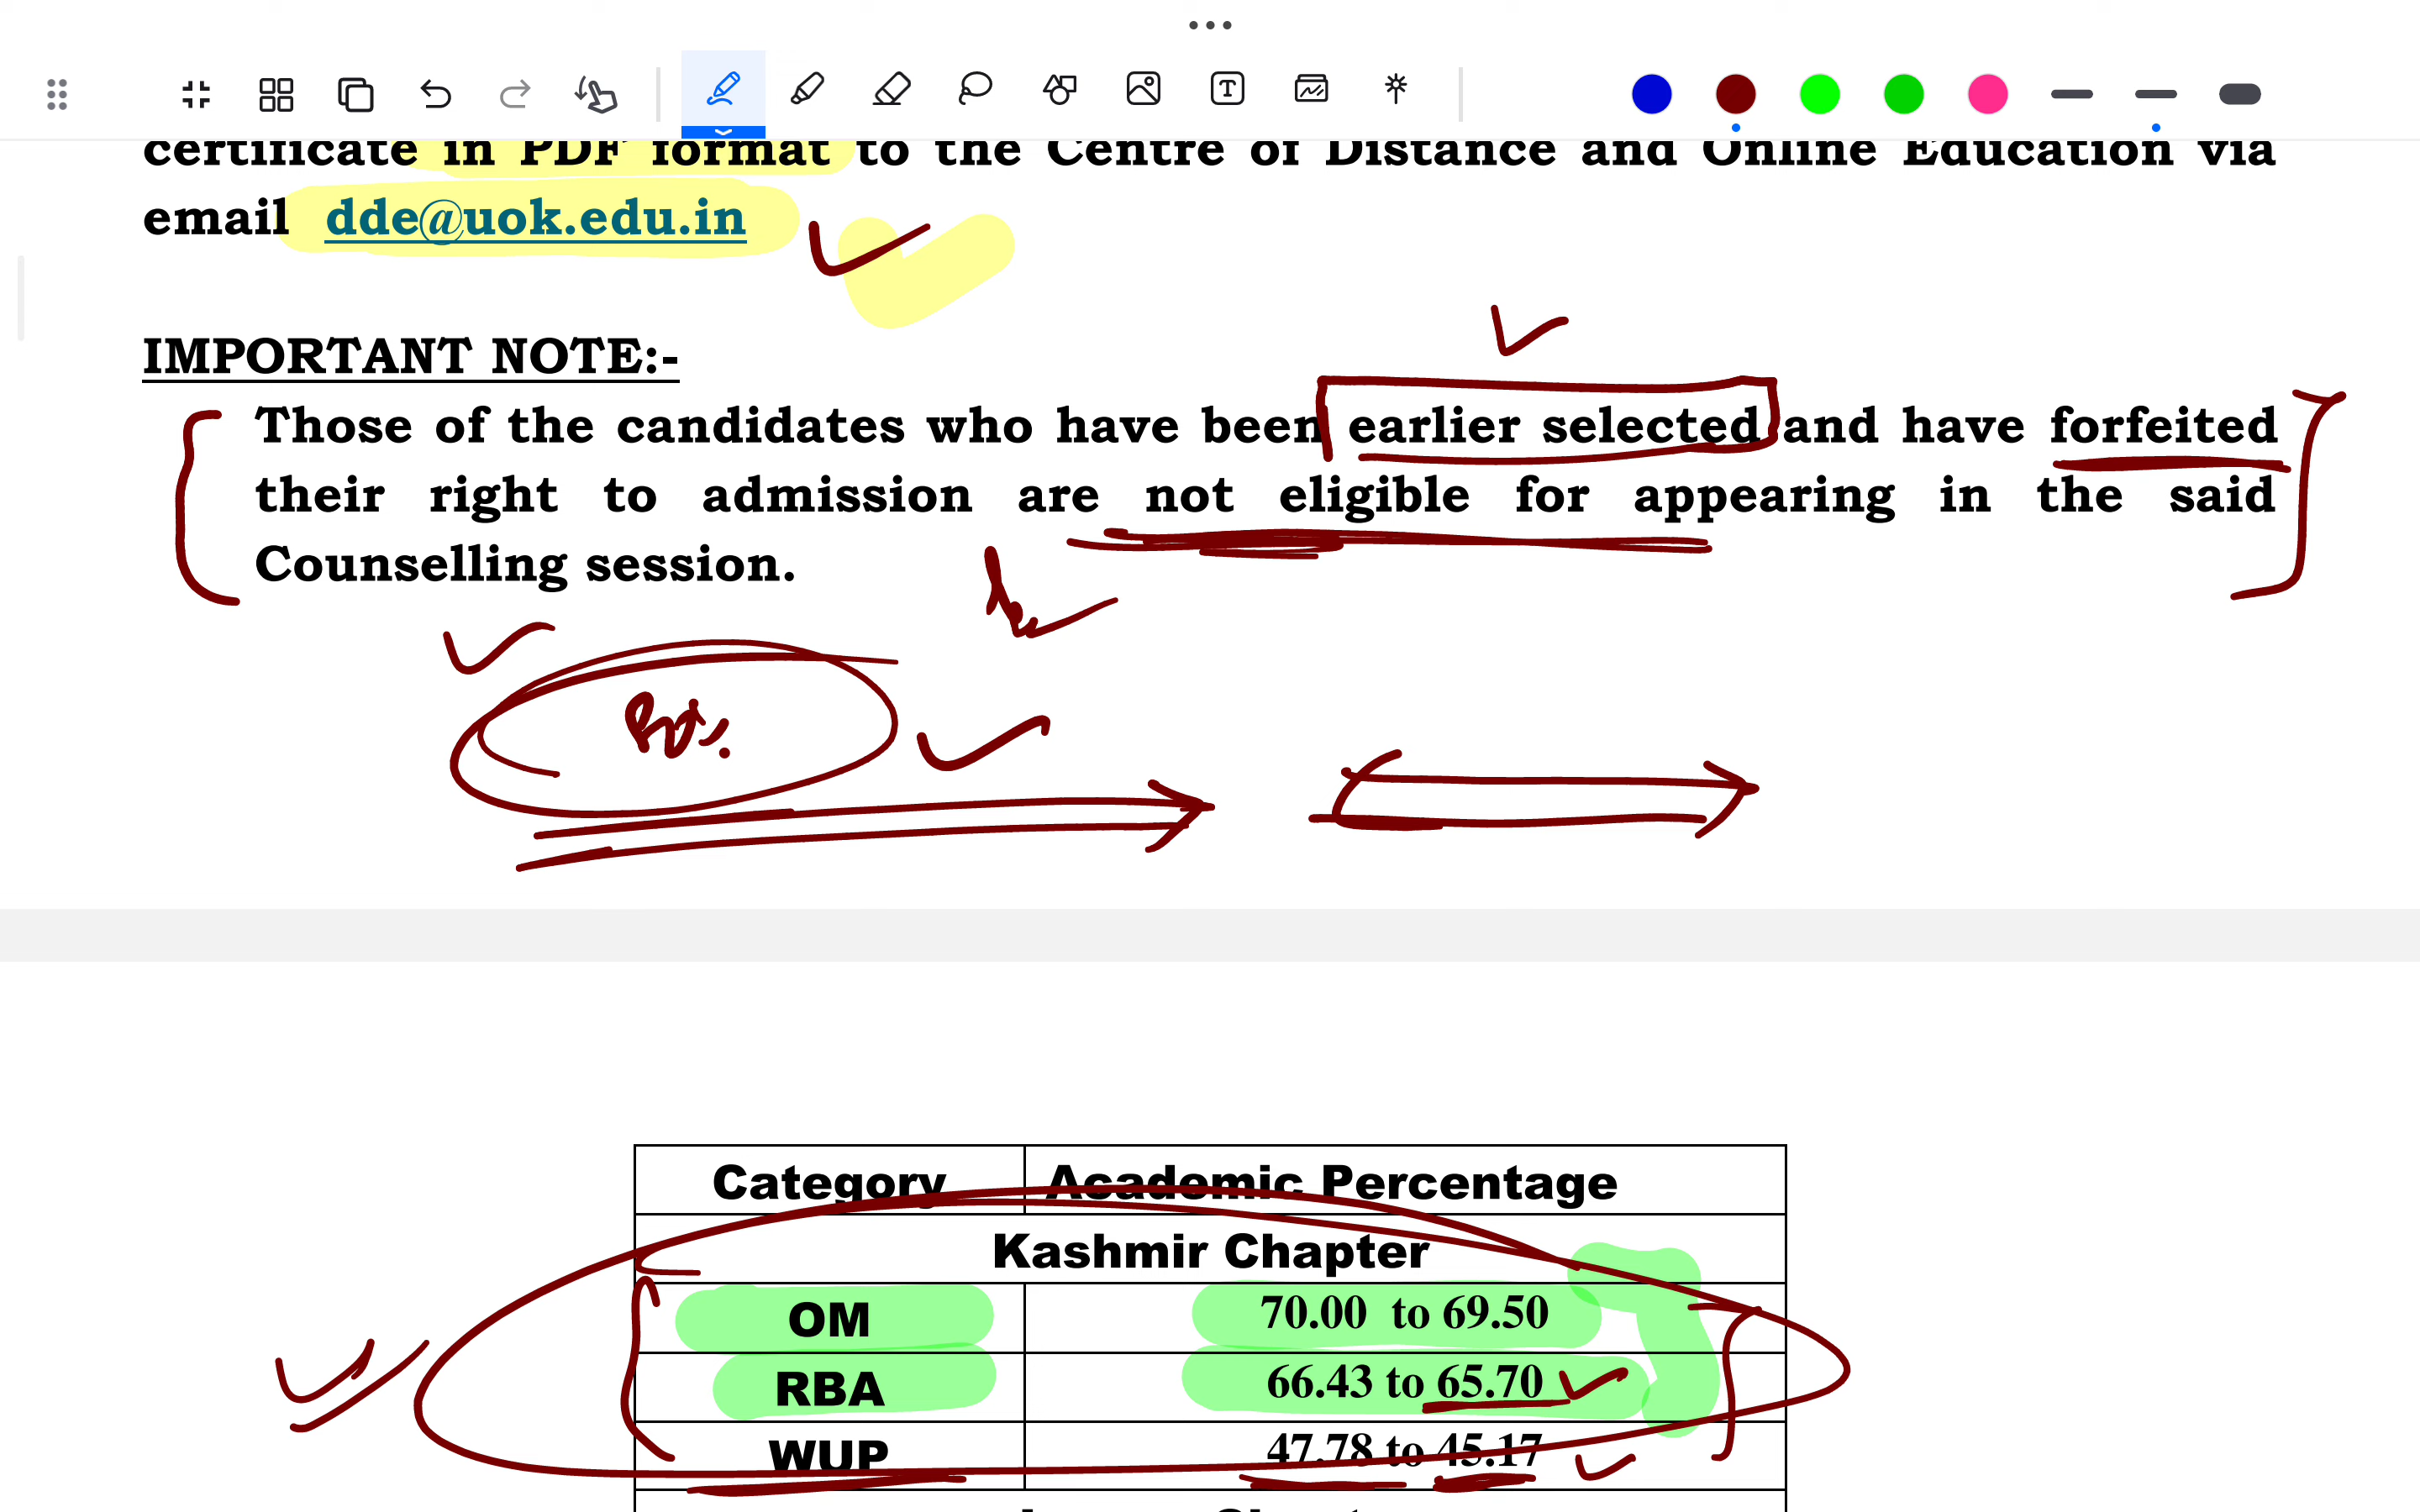 certificate in PDF format to the Centre of Distance and Online Education via
email dde@uok.edu.in
IMPORTANT NOTE:-
Those of the candidates who have been earlier selected and have forfeited
their right to admission are not eligible for appearing in the said
Counselling session.
Category Academic Percentage
Kashmir Chapter
OM 70.00 to 69.50
RBA 66.43 to 65.70
WUP 47.78 to 45.17